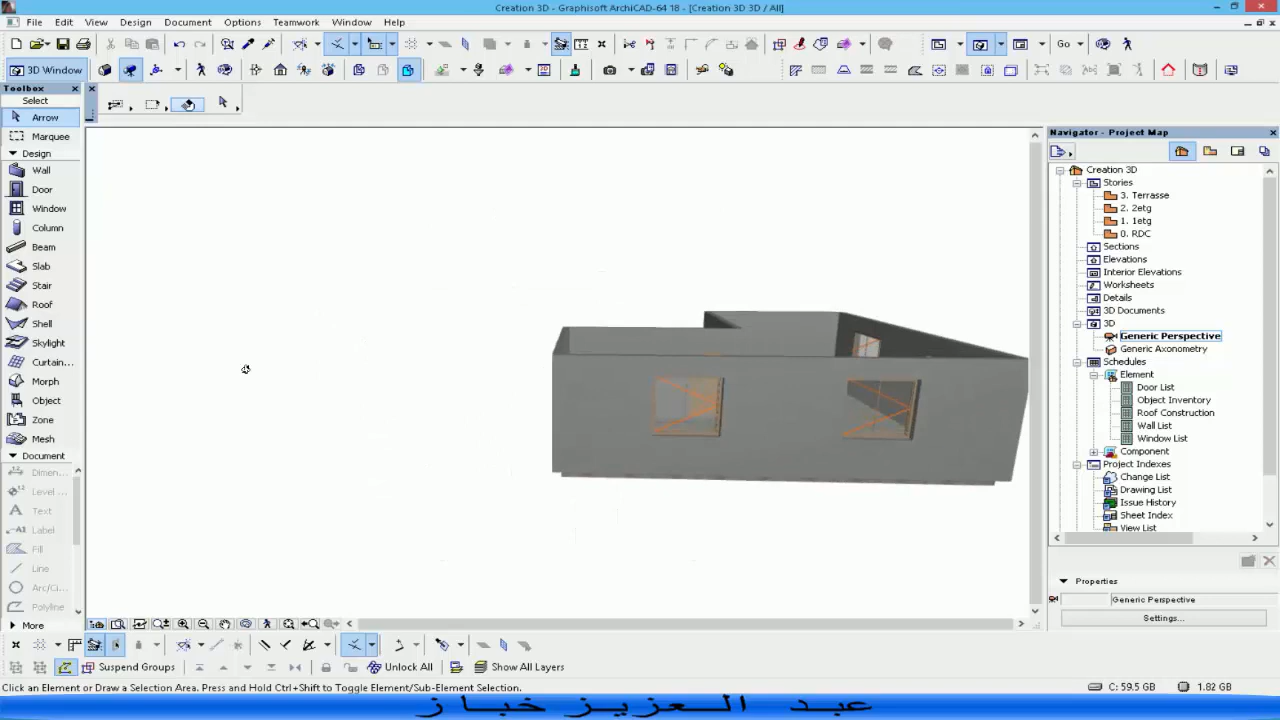 Creation 3D - Graphisoft ArchiCAD-64 18 - [Creation 3D 3D / All]
File Edit View Design Document Options Teamwork Window Help
Go
3D Window
Toolbox
Select
Arrow
Marquee
Design
Wall
Door
Window
Column
Beam
Slab
Stair
Roof
Shell
Skylight
Curtain...
Morph
Object
Zone
Mesh
Document
Dimen...
Level ...
Text
Label
Fill
Line
Arc/Ci...
Polyline
More
Navigator - Project Map
Creation 3D
Stories
3. Terrasse
2. 2etg
1. 1etg
0. RDC
Sections
Elevations
Interior Elevations
Worksheets
Details
3D Documents
3D
Generic Perspective
Generic Axonometry
Schedules
Element
Door List
Object Inventory
Roof Construction
Wall List
Window List
Component
Project Indexes
Change List
Drawing List
Issue History
Sheet Index
View List
Properties
Generic Perspective
Settings...
Suspend Groups
Unlock All
Show All Layers
Click an Element or Draw a Selection Area. Press and Hold Ctrl+Shift to Toggle Element/Sub-Element Selection.
C: 59.5 GB
1.82 GB
عبد العزيز خباز